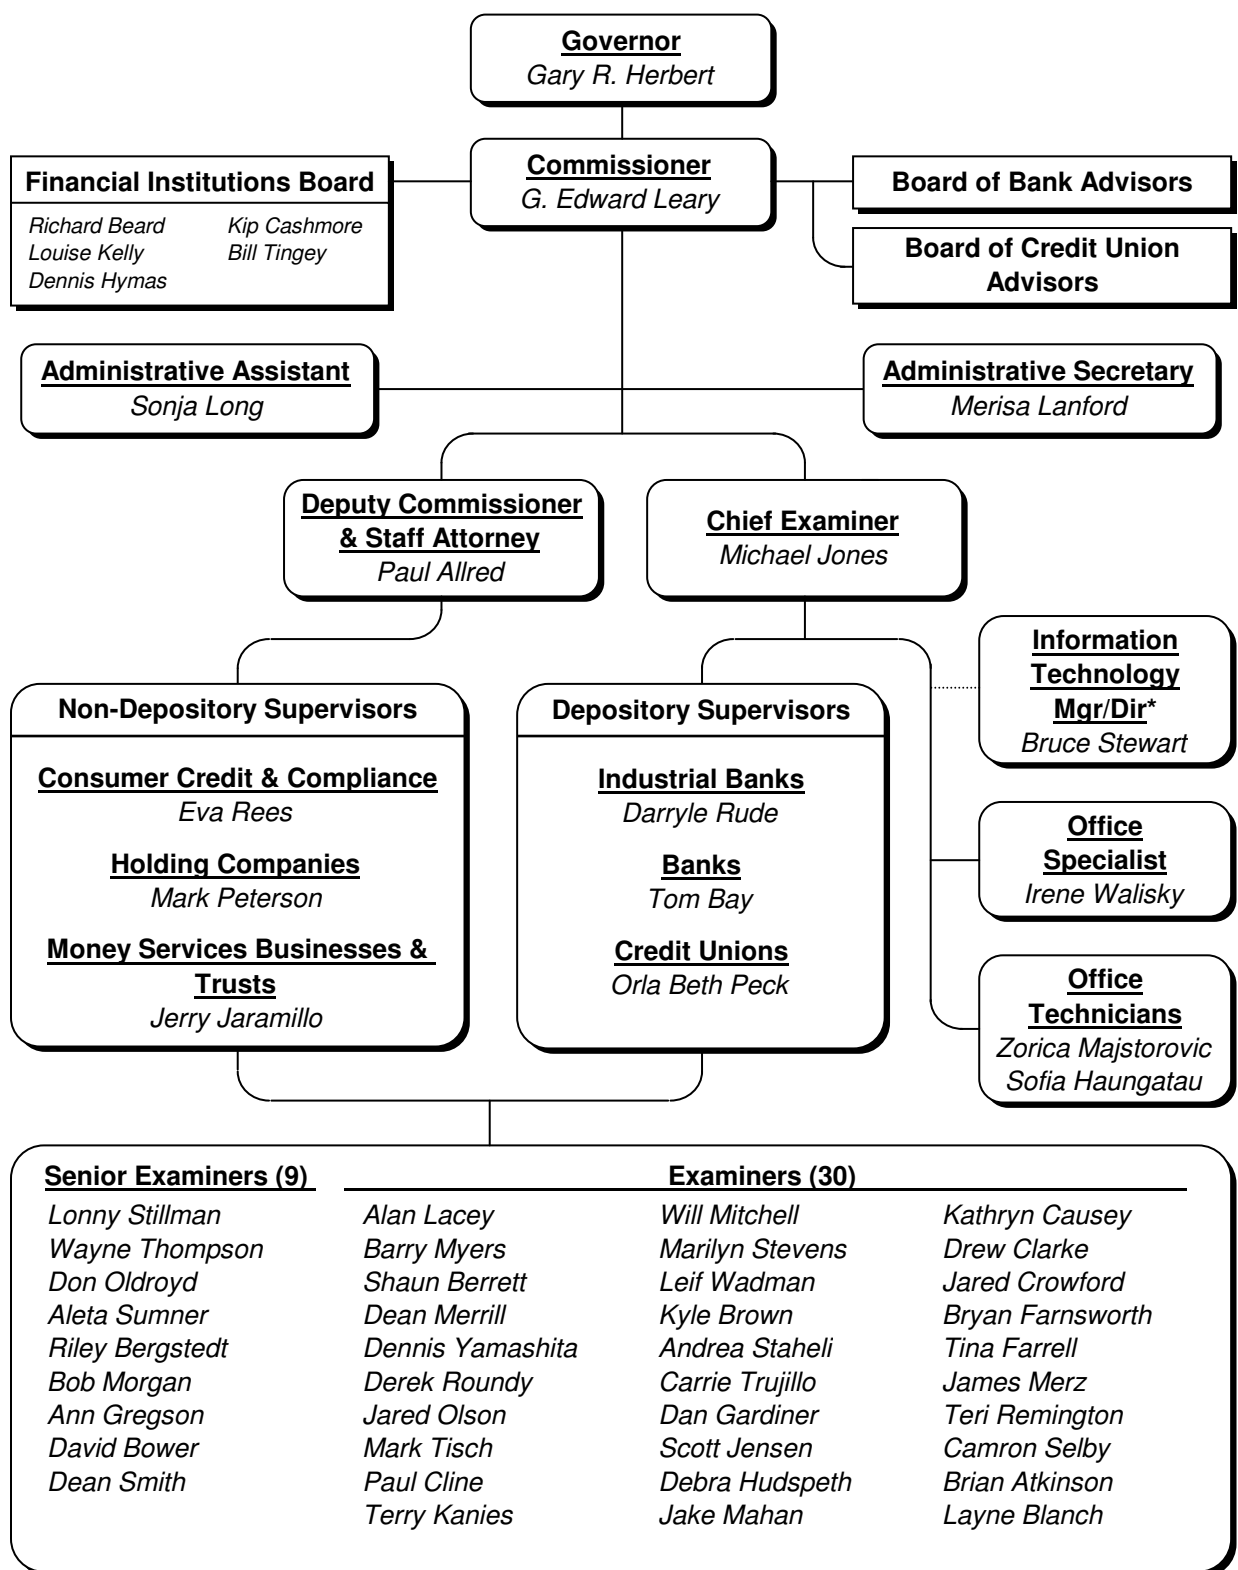 Governor
Gary R. Herbert
Commissioner
G. Edward Leary
Financial Institutions Board
Richard Beard
Louise Kelly
Dennis Hymas
Kip Cashmore
Bill Tingey
Board of Bank Advisors
Board of Credit Union
Advisors
Administrative Assistant
Sonja Long
Administrative Secretary
Merisa Lanford
Deputy Commissioner
& Staff Attorney
Paul Allred
Chief Examiner
Michael Jones
Information
Technology
Mgr/Dir*
Bruce Stewart
Non-Depository Supervisors
Consumer Credit & Compliance
Eva Rees
Holding Companies
Mark Peterson
Money Services Businesses &
Trusts
Jerry Jaramillo
Depository Supervisors
Industrial Banks
Darryle Rude
Banks
Tom Bay
Credit Unions
Orla Beth Peck
Office
Specialist
Irene Walisky
Office
Technicians
Zorica Majstorovic
Sofia Haungatau
Senior Examiners (9)
Lonny Stillman
Wayne Thompson
Don Oldroyd
Aleta Sumner
Riley Bergstedt
Bob Morgan
Ann Gregson
David Bower
Dean Smith
Examiners (30)
Alan Lacey
Barry Myers
Shaun Berrett
Dean Merrill
Dennis Yamashita
Derek Roundy
Jared Olson
Mark Tisch
Paul Cline
Terry Kanies
Will Mitchell
Marilyn Stevens
Leif Wadman
Kyle Brown
Andrea Staheli
Carrie Trujillo
Dan Gardiner
Scott Jensen
Debra Hudspeth
Jake Mahan
Kathryn Causey
Drew Clarke
Jared Crowford
Bryan Farnsworth
Tina Farrell
James Merz
Teri Remington
Camron Selby
Brian Atkinson
Layne Blanch